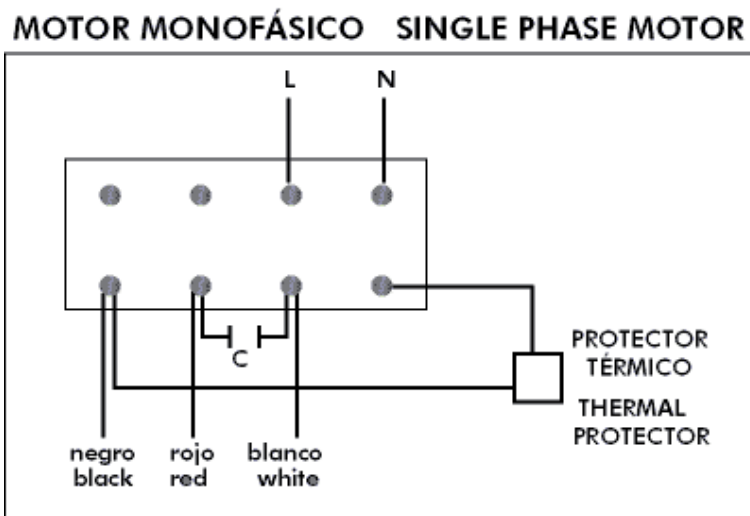 MOTOR MONOFÁSICO SINGLE PHASE MOTOR
L N
C
PROTECTOR
TÉRMICO
THERMAL
PROTECTOR
negro rojo blanco
black red white